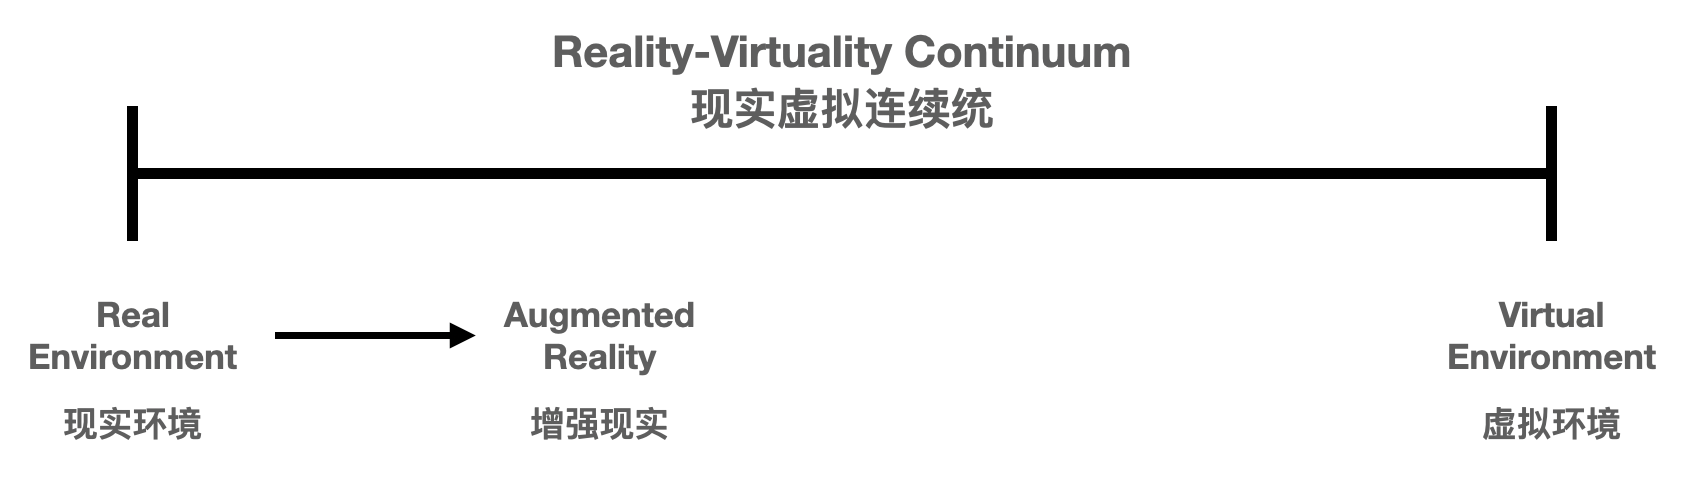 Reality-Virtuality Continuum
现实虚拟连续统
Real
Environment
现实环境
Augmented
Reality
增强现实
Virtual
Environment
虚拟环境